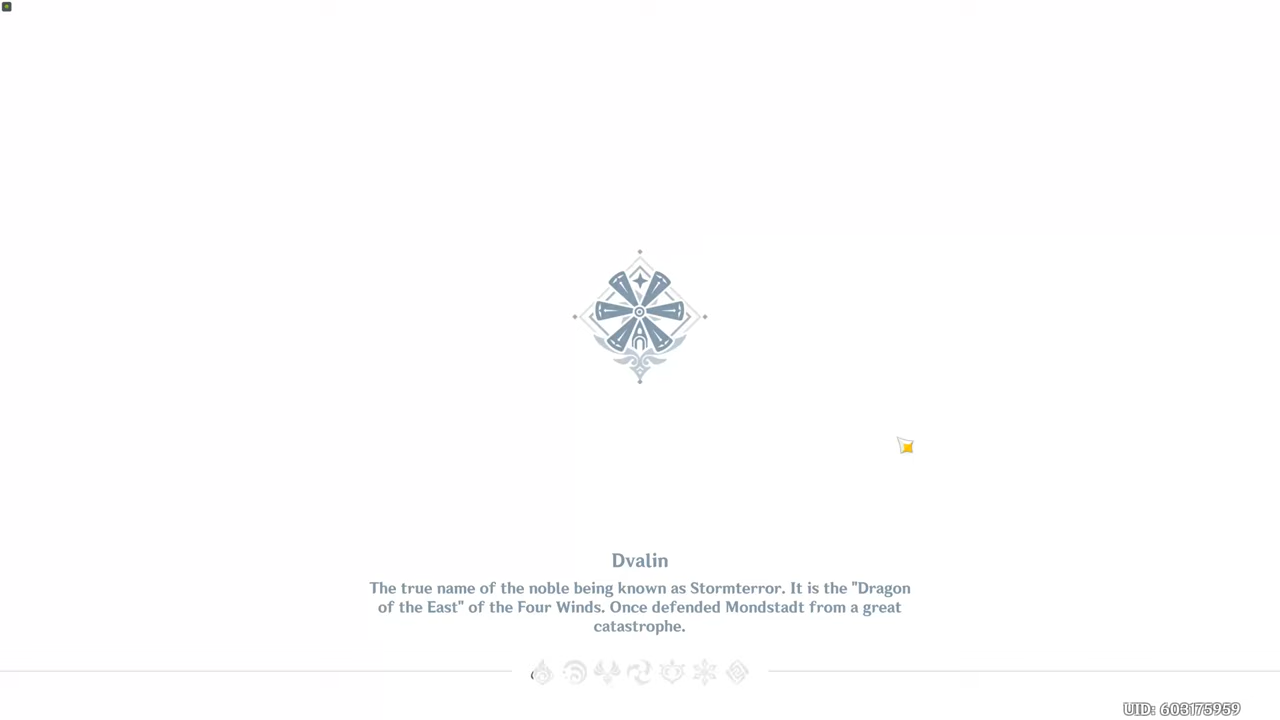 Dvalin
The true name of the noble being known as Stormterror. It is the "Dragon
of the East" of the Four Winds. Once defended Mondstadt from a great
catastrophe.
UID: 603175959